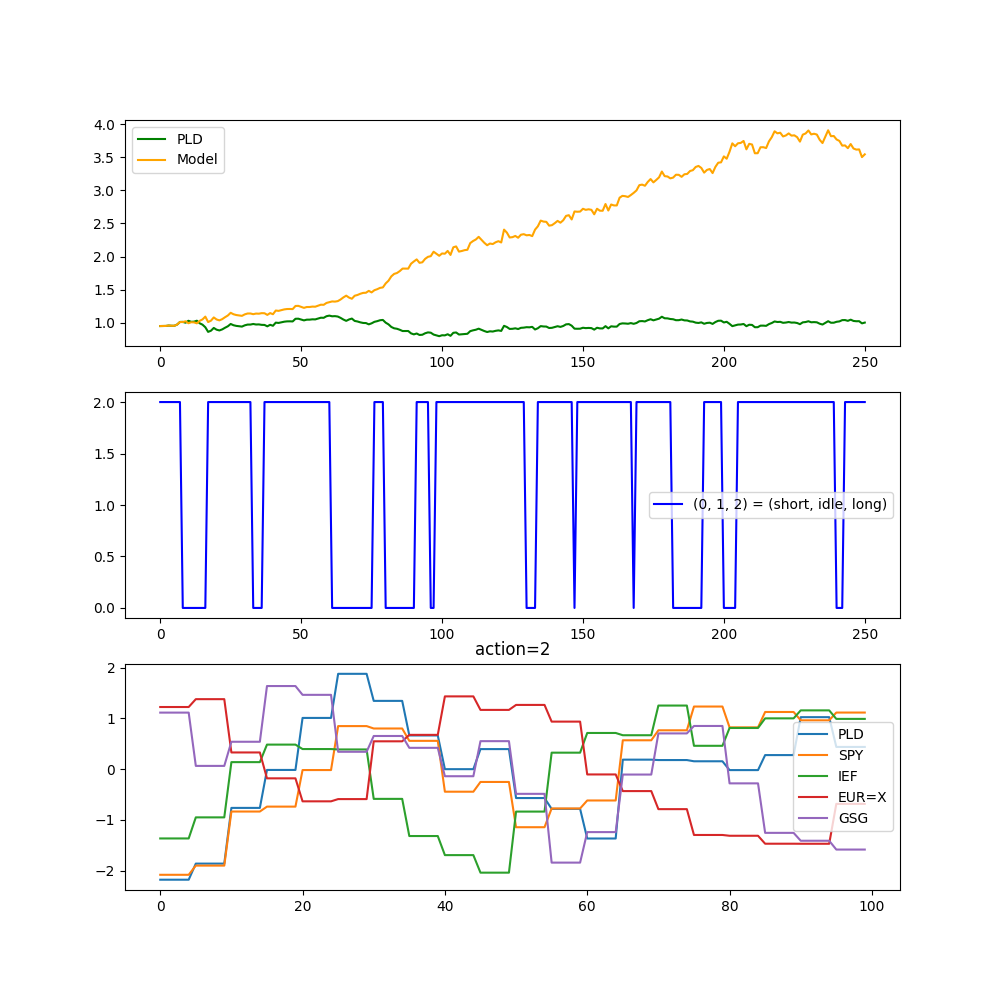 4.0
3.5
3.0
2.5
2.0
1.5
1.0
PLD
Model
0 50 100 150 200 250
2.0
1.5
1.0
0.5
0.0
(0, 1, 2) = (short, idle, long)
0 50 100 150 200 250
action=2
2
1
0
−1
−2
PLD
SPY
IEF
EUR=X
GSG
0 20 40 60 80 100